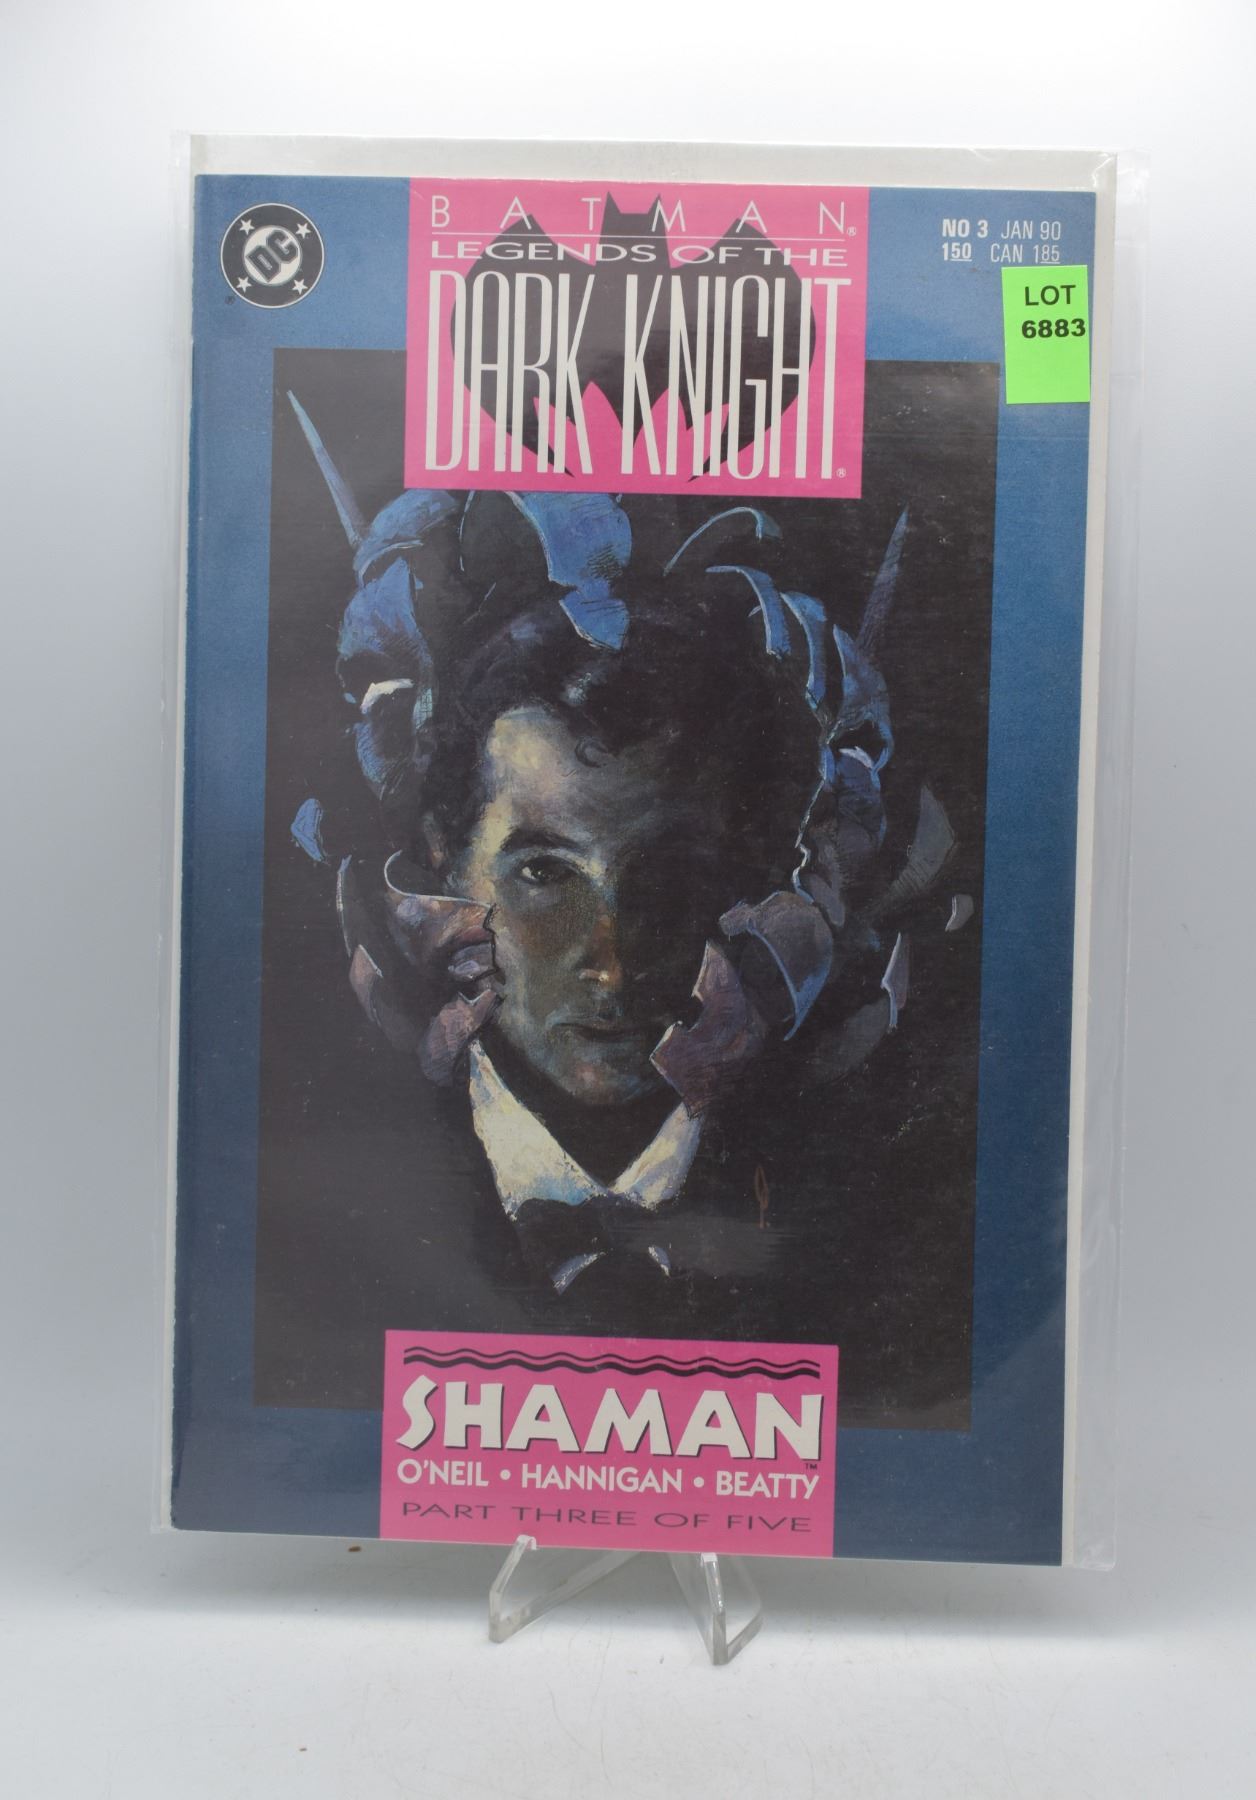 DC
BATMAN®
LEGENDS OF THE
DARK KNIGHT®
NO 3 JAN 90
150 CAN 185
LOT
6883
SHAMAN™
O'NEIL • HANNIGAN • BEATTY
PART THREE OF FIVE